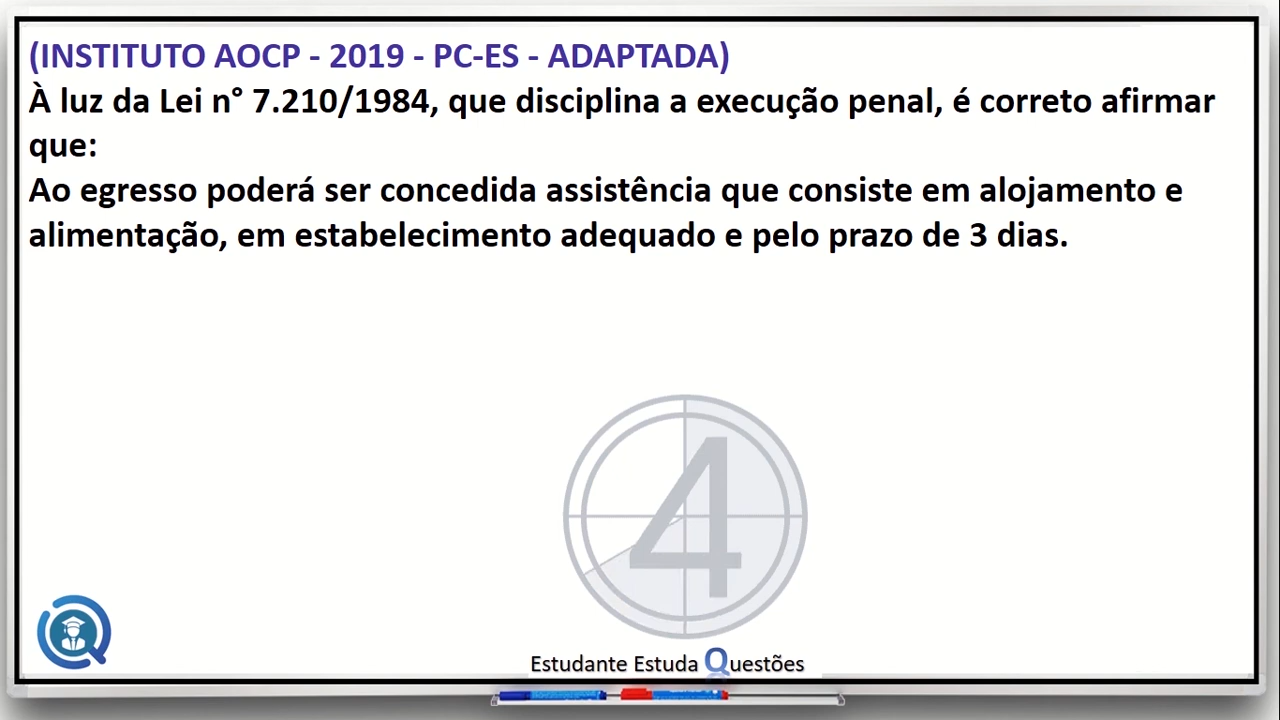 (INSTITUTO AOCP - 2019 - PC-ES - ADAPTADA)
À luz da Lei n° 7.210/1984, que disciplina a execução penal, é correto afirmar
que:
Ao egresso poderá ser concedida assistência que consiste em alojamento e
alimentação, em estabelecimento adequado e pelo prazo de 3 dias.
4
Estudante Estuda Questões